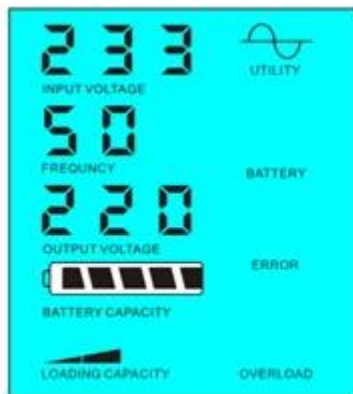 233
INPUT VOLTAGE
UTILITY
50
FREQUNCY
BATTERY
220
OUTPUT VOLTAGE
ERROR
BATTERY CAPACITY
LOADING CAPACITY
OVERLOAD